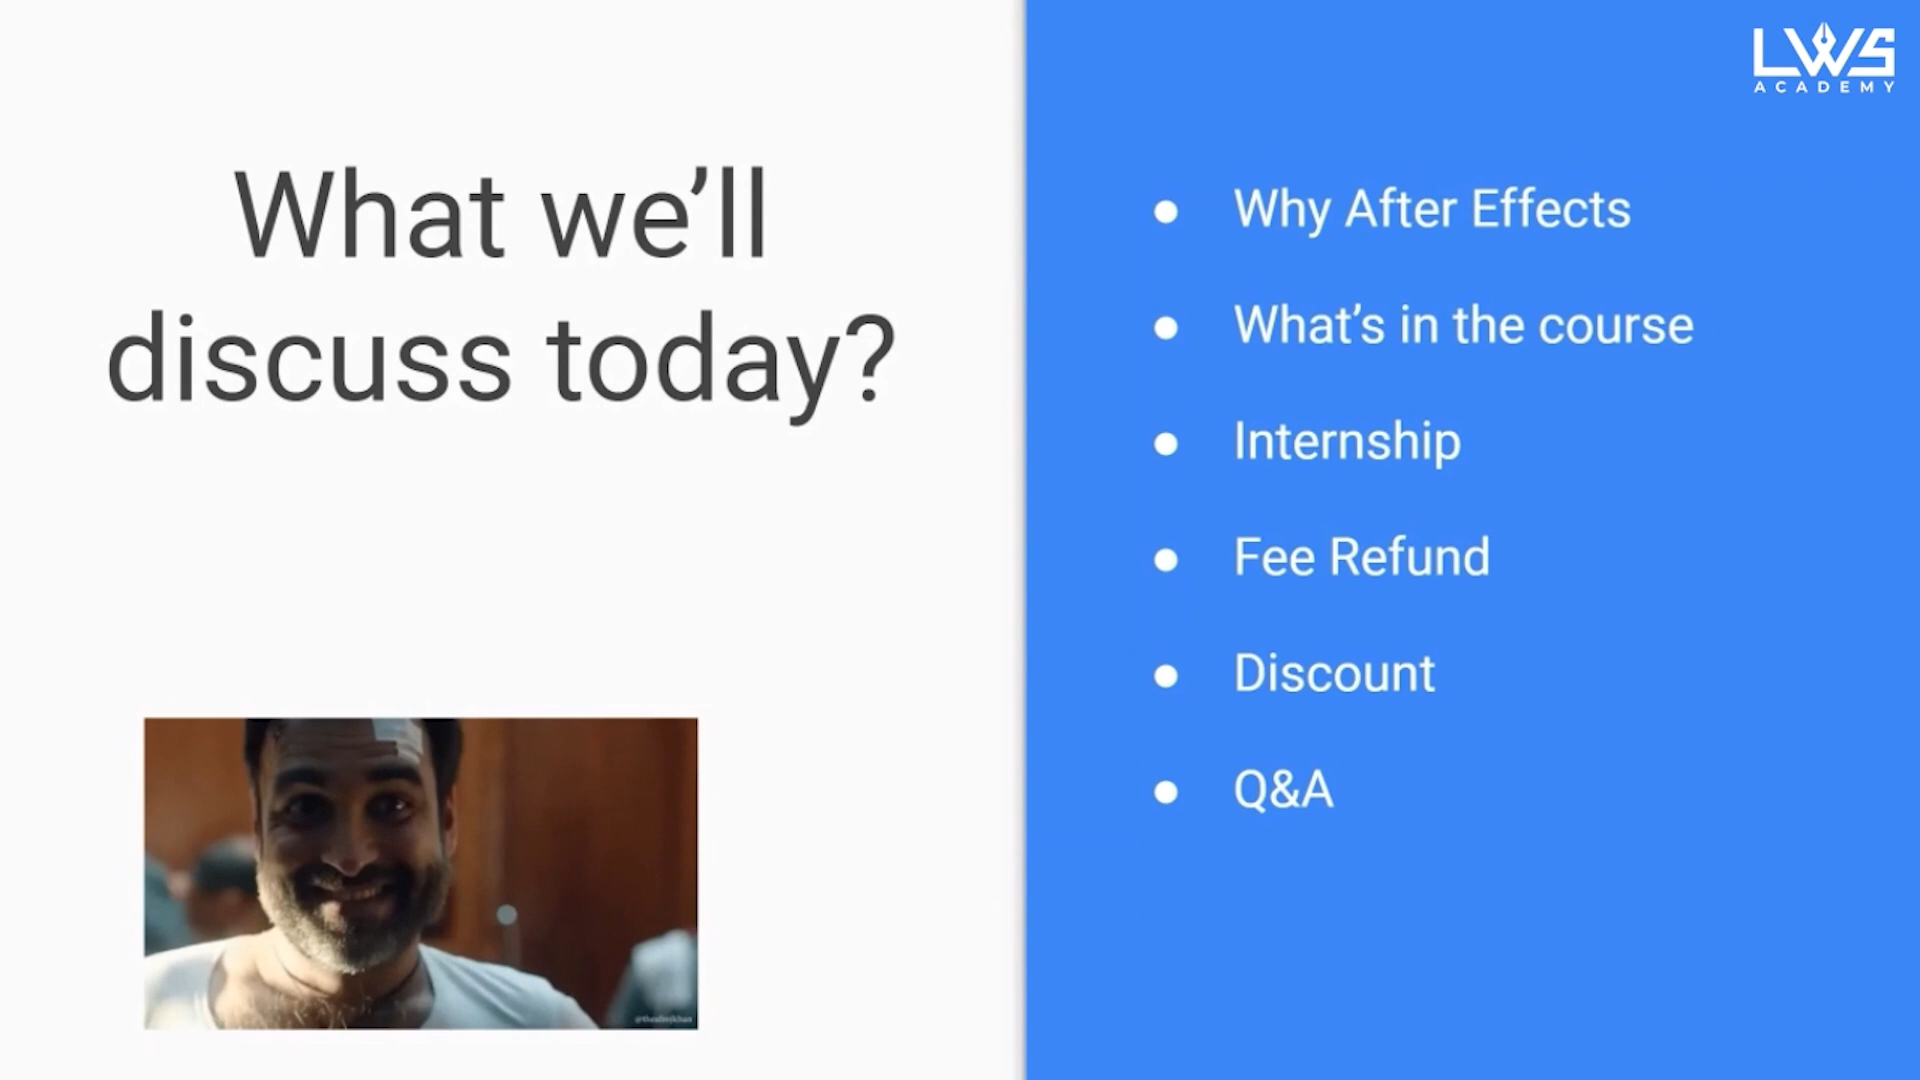 What we’ll
discuss today?
LWS
ACADEMY
Why After Effects
What’s in the course
Internship
Fee Refund
Discount
Q&A